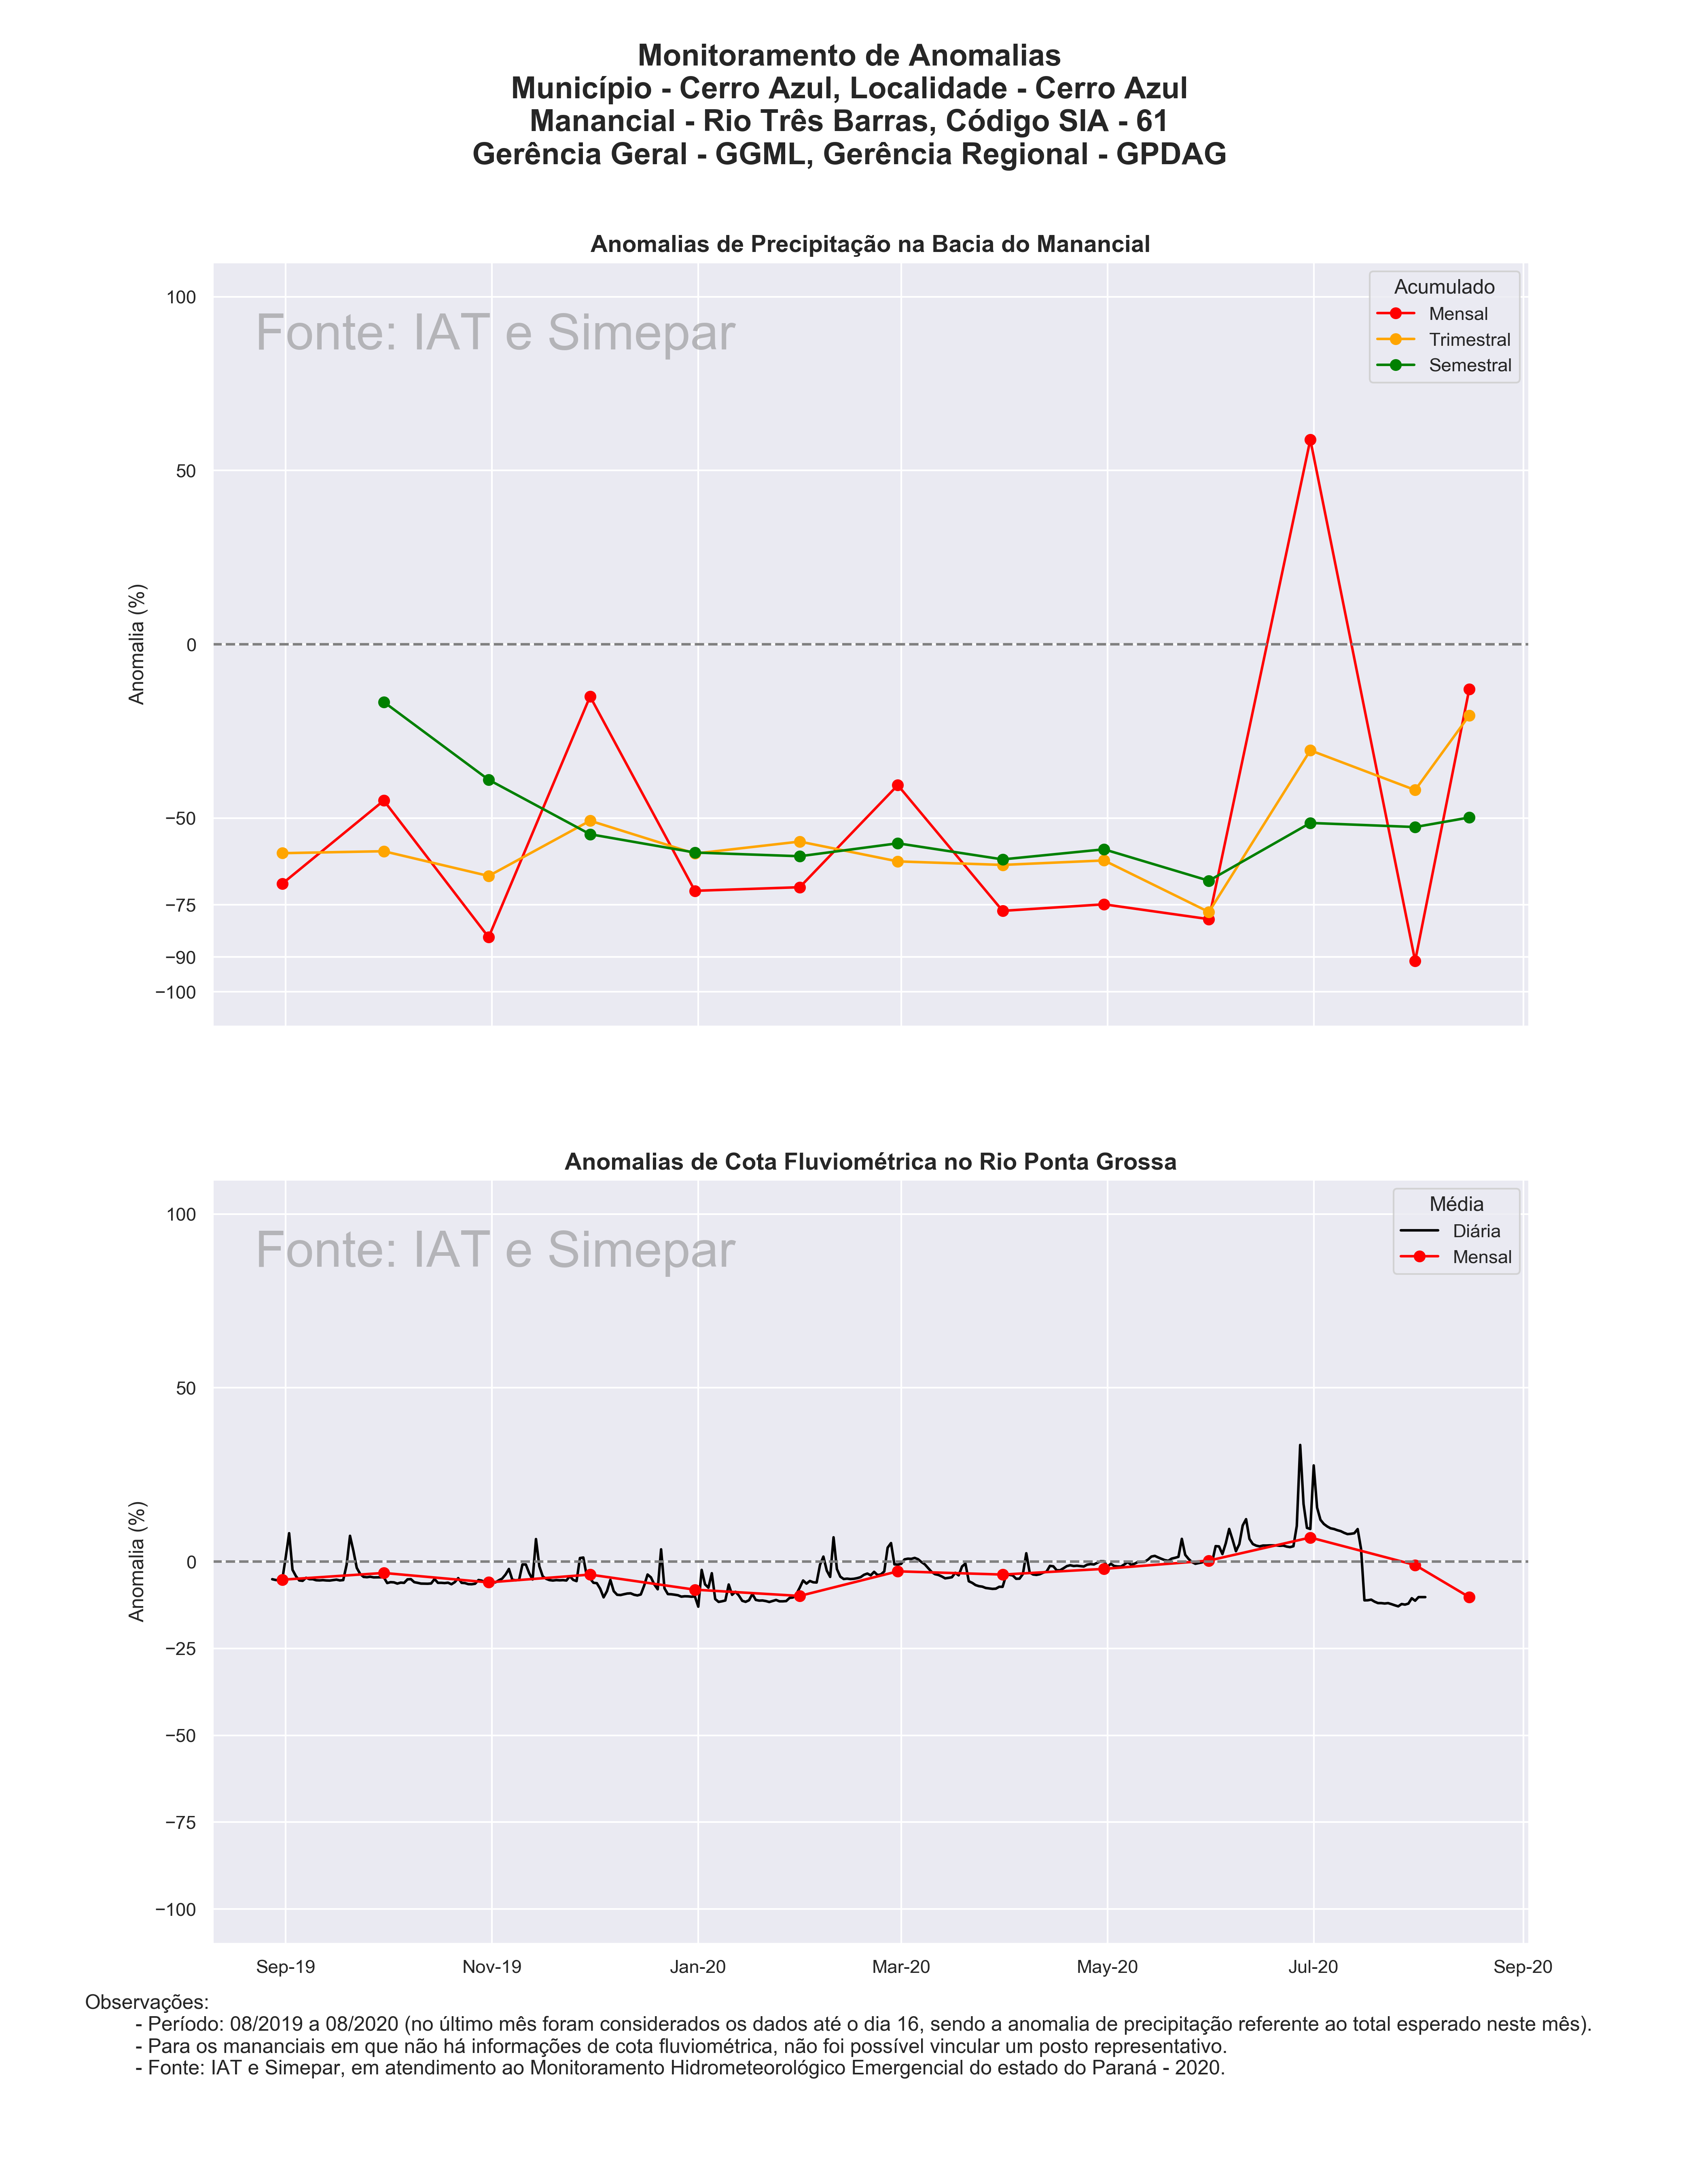 Monitoramento de Anomalias
Município - Cerro Azul, Localidade - Cerro Azul
Manancial - Rio Três Barras, Código SIA - 61
Gerência Geral - GGML, Gerência Regional - GPDAG
Anomalias de Precipitação na Bacia do Manancial
Fonte: IAT e Simepar
Acumulado
Mensal
Trimestral
Semestral
Anomalia (%)
100
50
0
−50
−75
−90
−100
Anomalias de Cota Fluviométrica no Rio Ponta Grossa
Fonte: IAT e Simepar
Média
Diária
Mensal
Anomalia (%)
100
50
0
−25
−50
−75
−100
Sep-19 Nov-19 Jan-20 Mar-20 May-20 Jul-20 Sep-20
Observações:
- Período: 08/2019 a 08/2020 (no último mês foram considerados os dados até o dia 16, sendo a anomalia de precipitação referente ao total esperado neste mês).
- Para os mananciais em que não há informações de cota fluviométrica, não foi possível vincular um posto representativo.
- Fonte: IAT e Simepar, em atendimento ao Monitoramento Hidrometeorológico Emergencial do estado do Paraná - 2020.